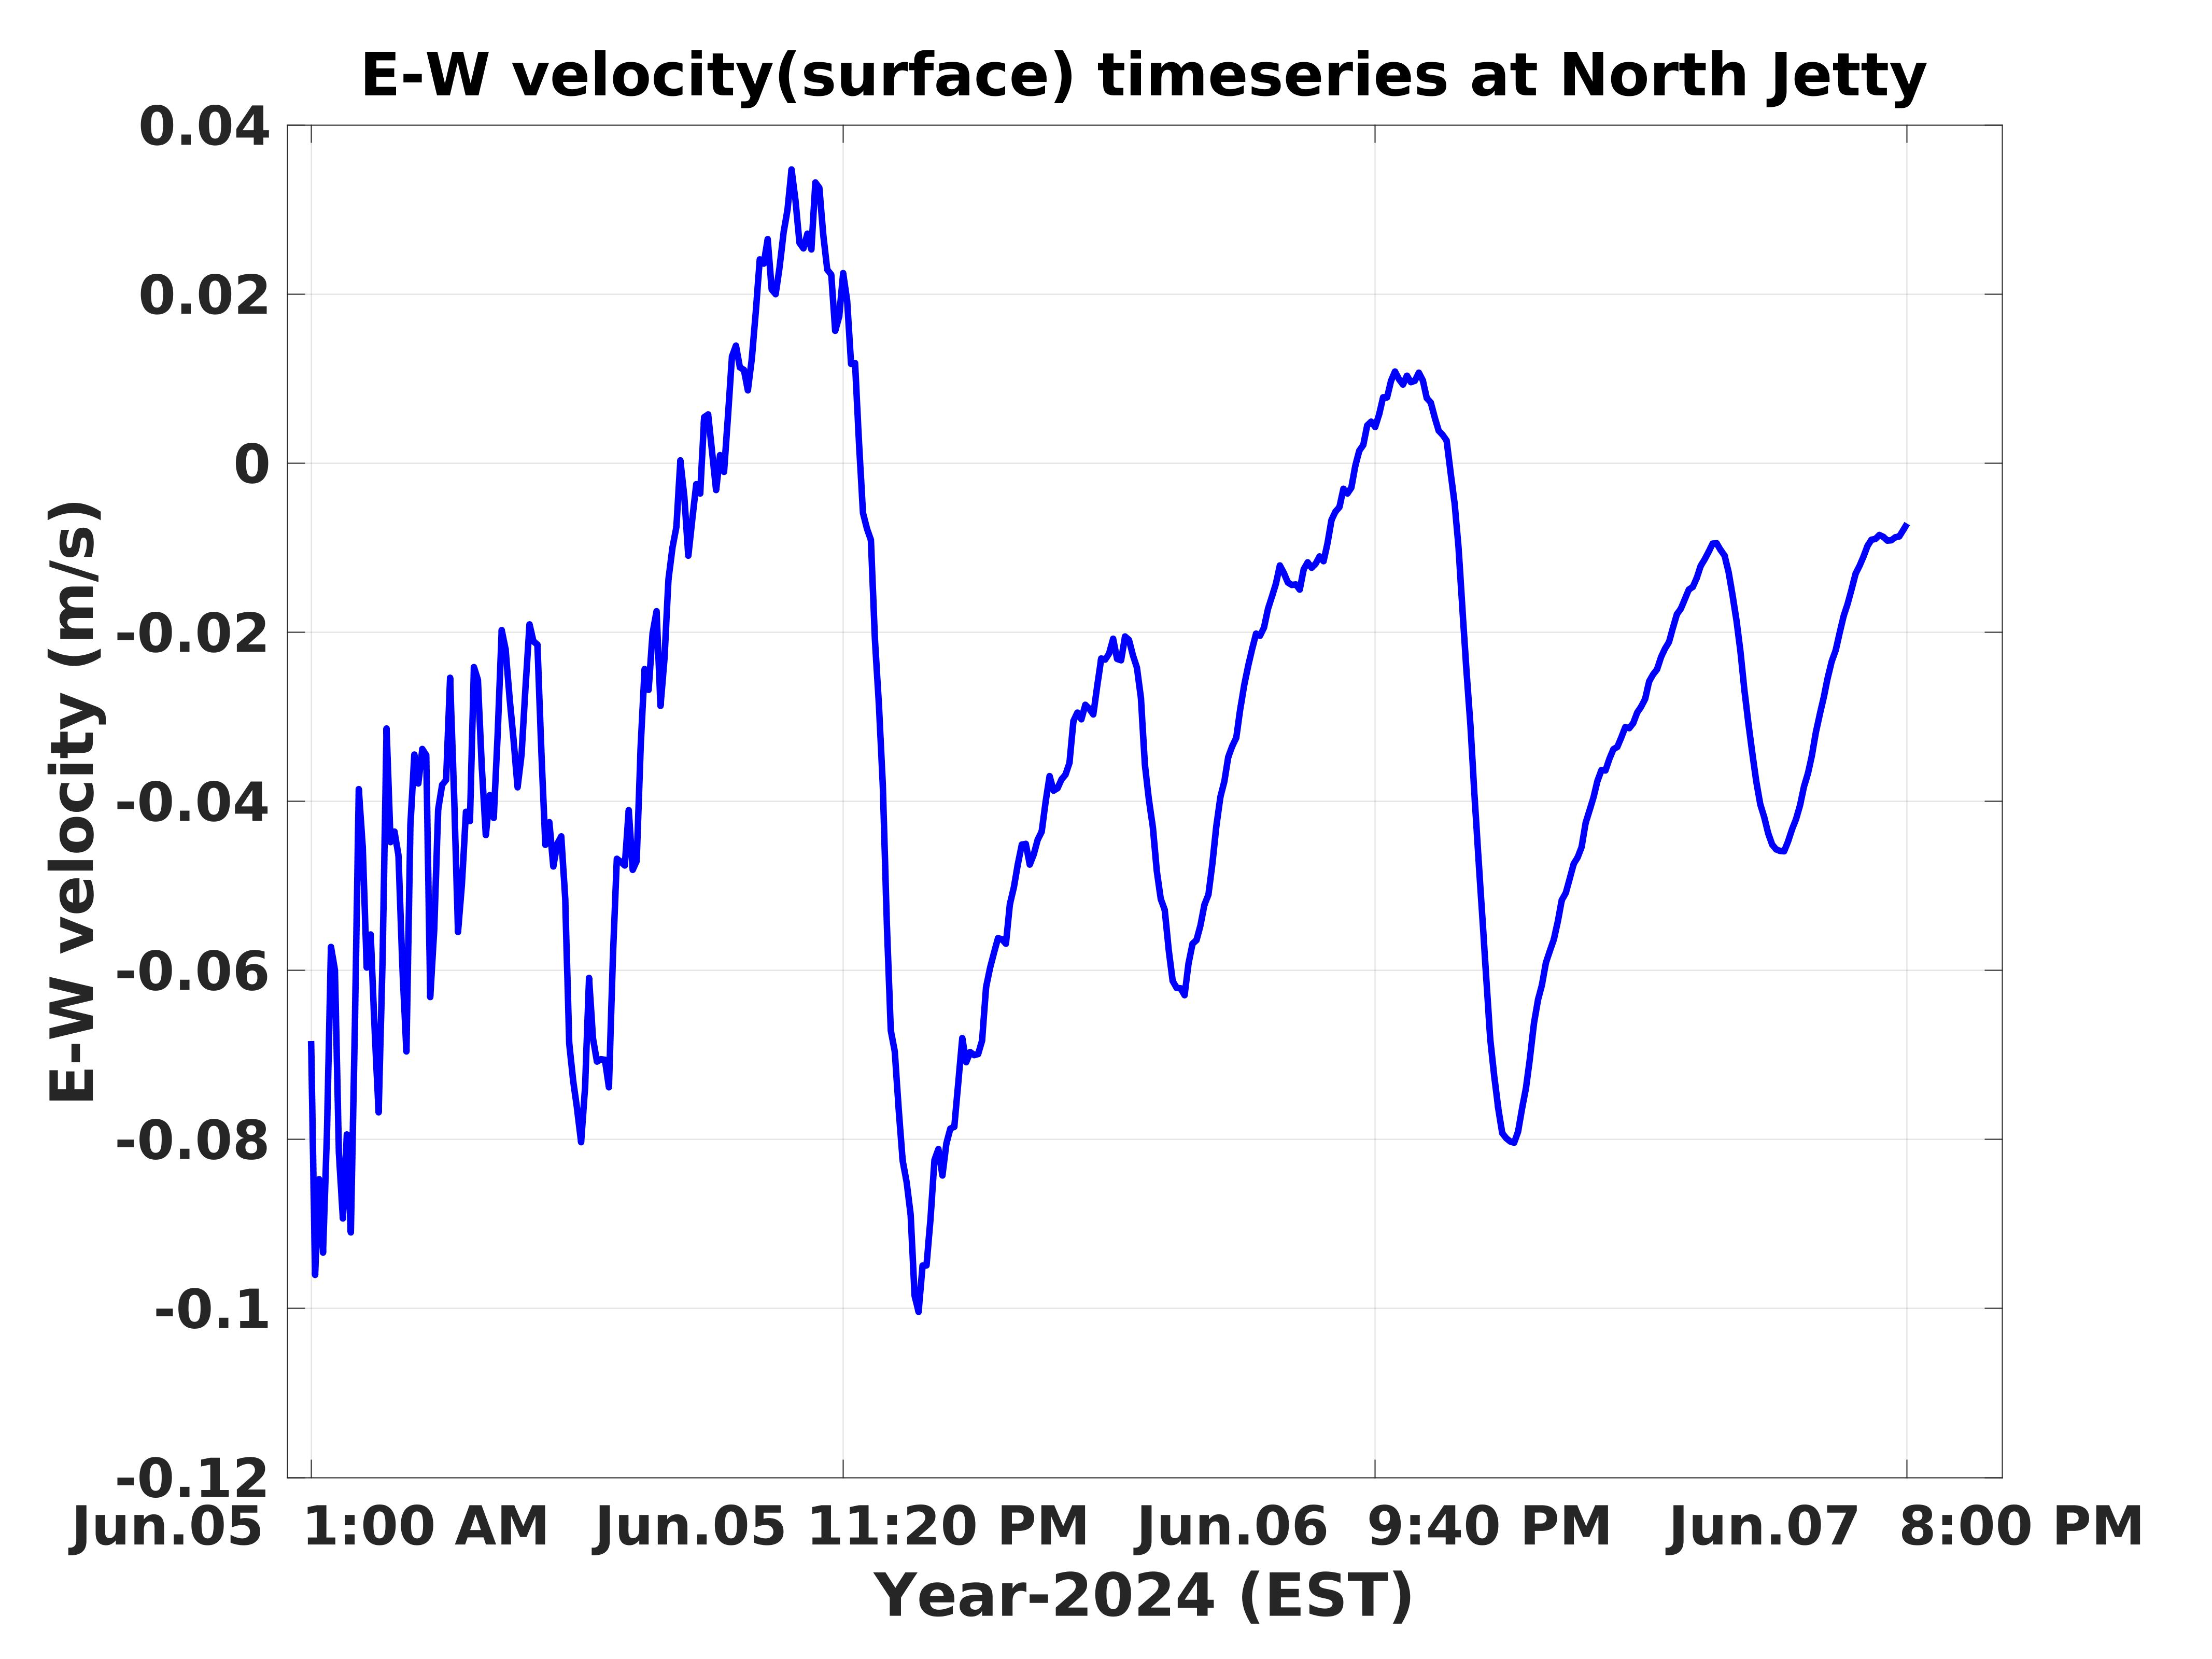 E-W velocity(surface) timeseries at North Jetty
0.04
0.02
0
-0.02
-0.04
-0.06
-0.08
-0.1
-0.12
E-W velocity (m/s)
Jun.05 1:00 AM Jun.05 11:20 PM Jun.06 9:40 PM Jun.07 8:00 PM
Year-2024 (EST)